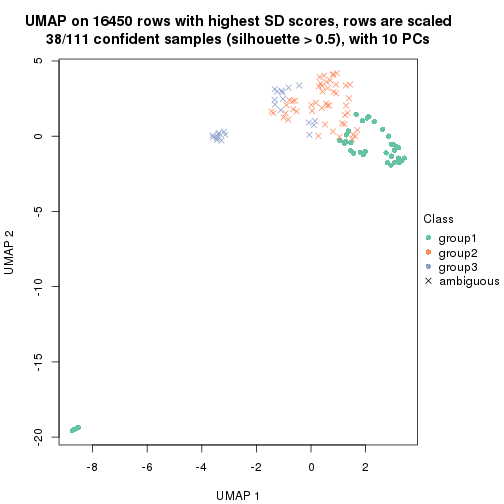 UMAP on 16450 rows with highest SD scores, rows are scaled
38/111 confident samples (silhouette > 0.5), with 10 PCs
5
0
-5
-10
-15
-20
UMAP 2
-8
-6
-4
-2
0
2
UMAP 1
Class
group1
group2
group3
ambiguous